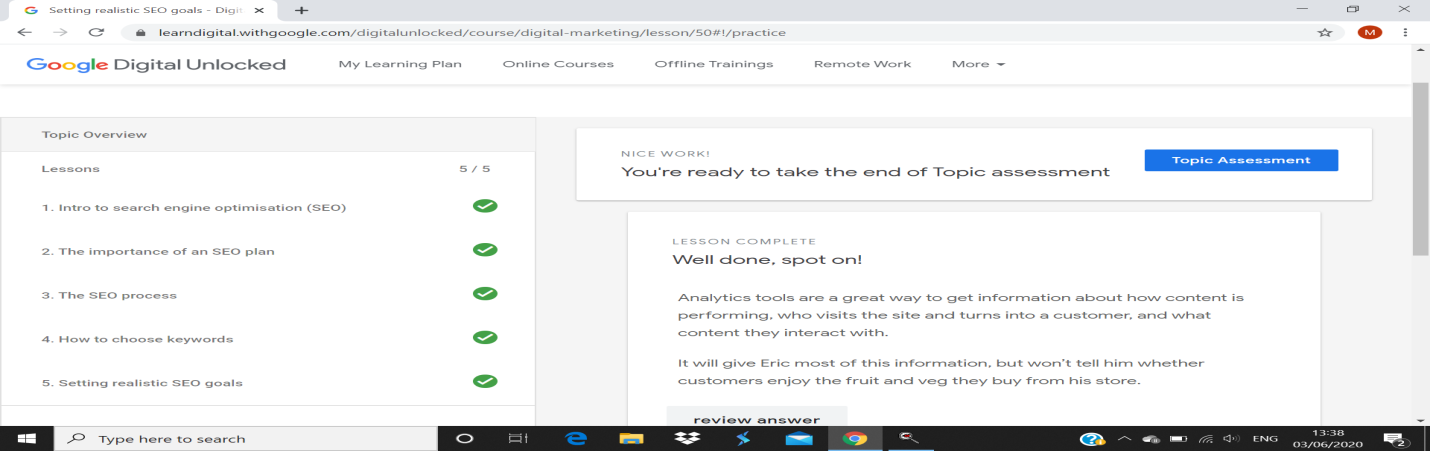 Setting realistic SEO goals - Digit
learndigital.withgoogle.com/digitalunlocked/course/digital-marketing/lesson/50#!/practice
M
Google Digital Unlocked My Learning Plan Online Courses Offline Trainings Remote Work More
Topic Overview
Lessons 5 / 5
1. Intro to search engine optimisation (SEO)
2. The importance of an SEO plan
3. The SEO process
4. How to choose keywords
5. Setting realistic SEO goals
NICE WORK!
You're ready to take the end of Topic assessment
Topic Assessment
LESSON COMPLETE
Well done, spot on!
Analytics tools are a great way to get information about how content is
performing, who visits the site and turns into a customer, and what
content they interact with.
It will give Eric most of this information, but won't tell him whether
customers enjoy the fruit and veg they buy from his store.
review answer
Type here to search
ENG
13:38
03/06/2020
2